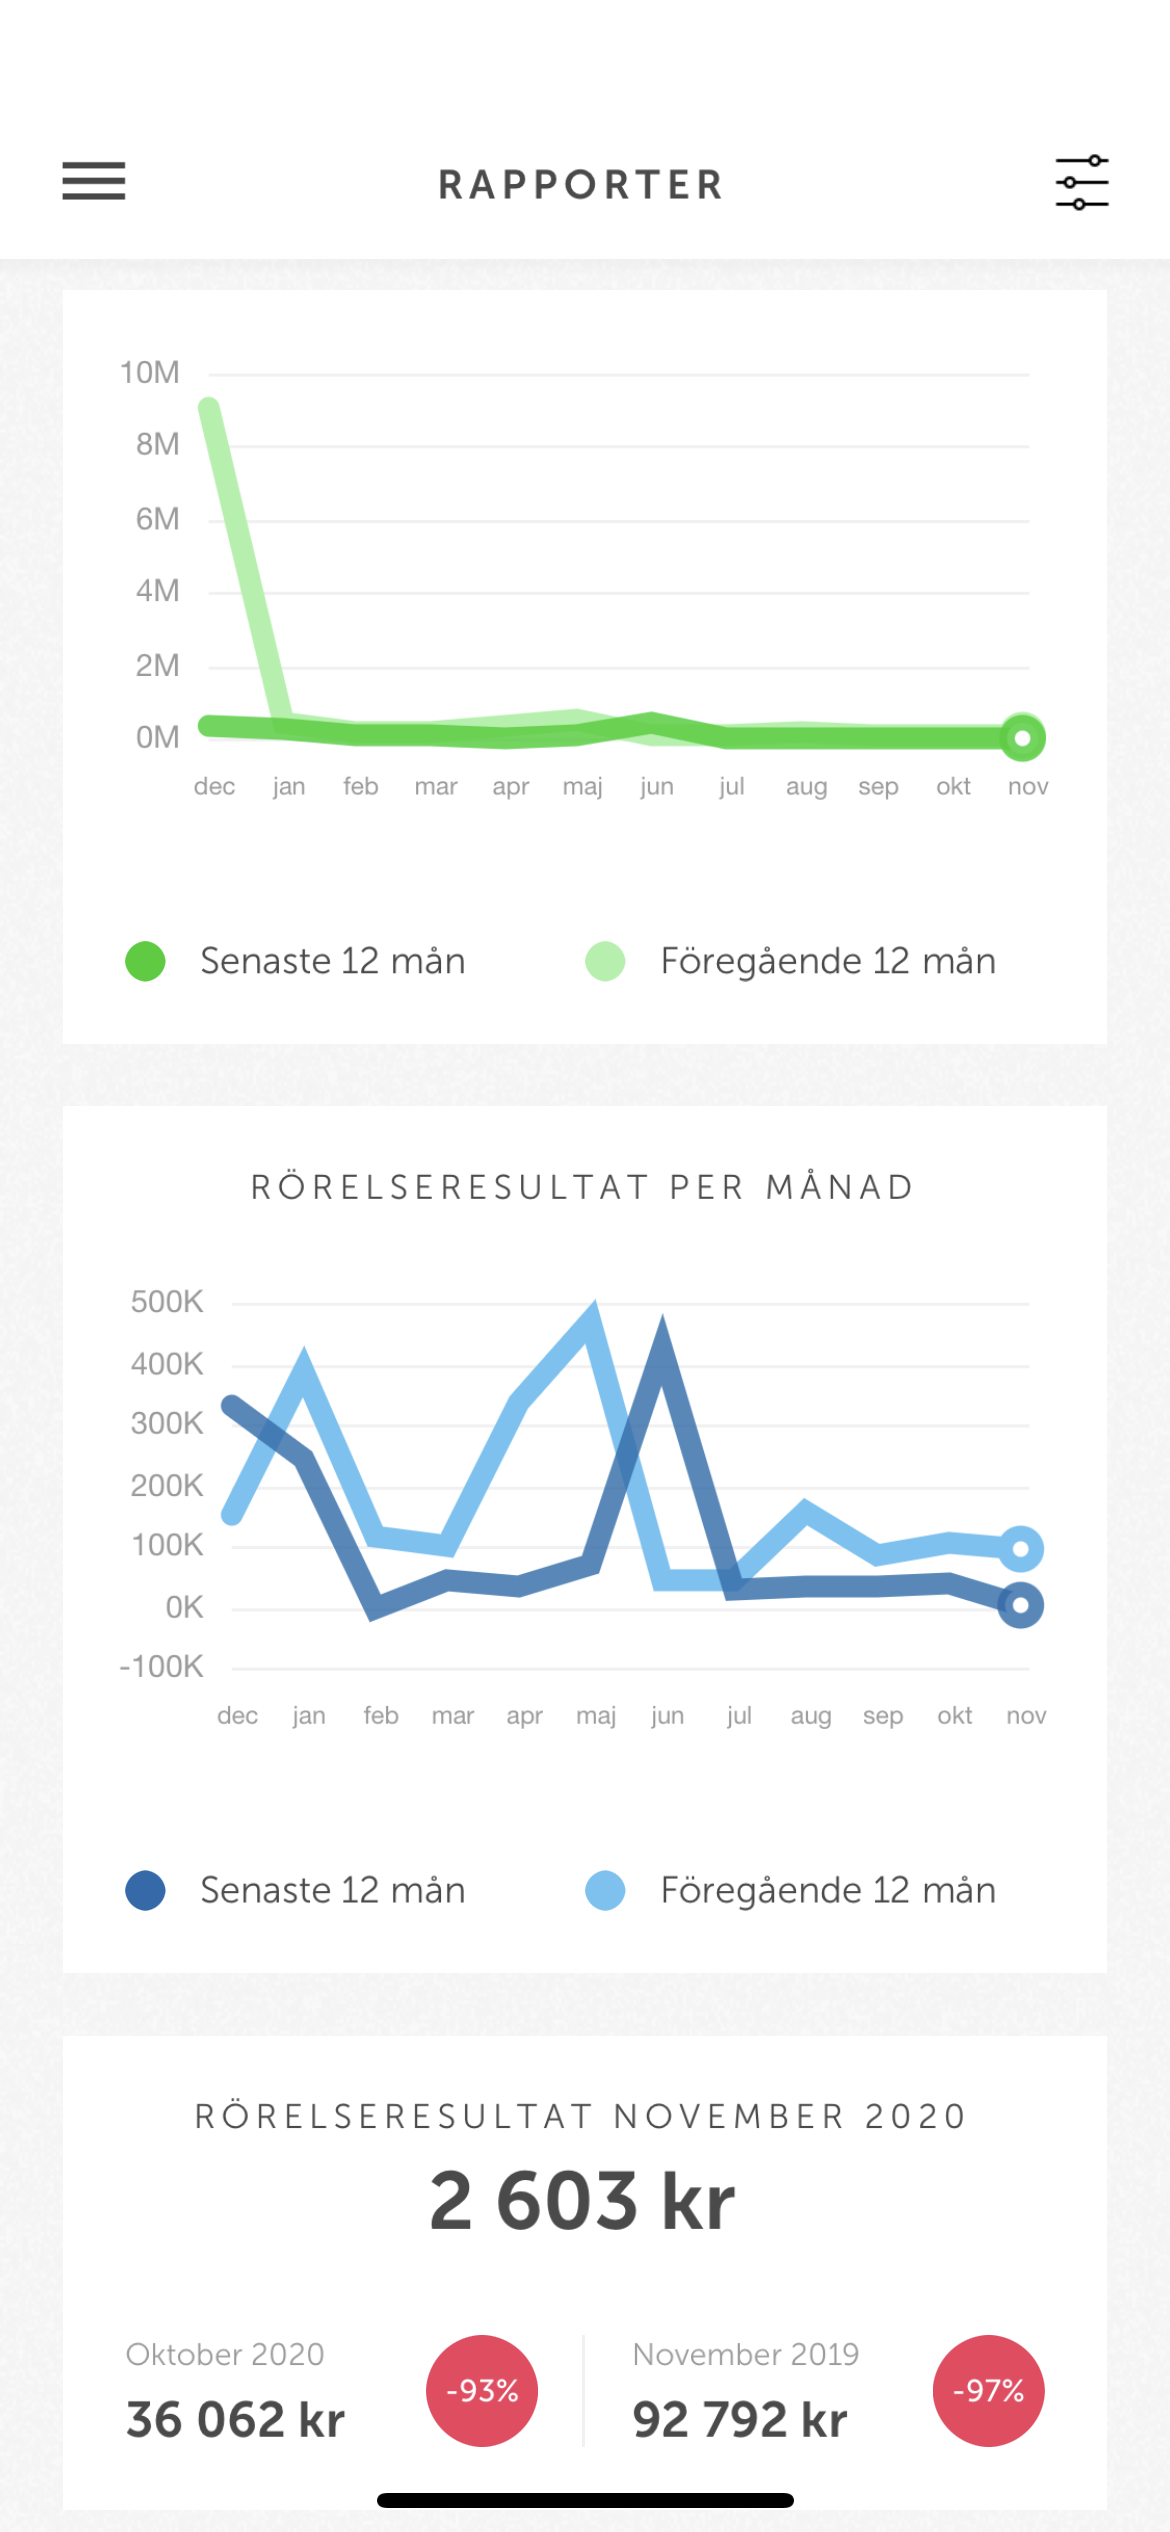 RAPPORTER
10M
8M
6M
4M
2M
0M
dec jan feb mar apr maj jun jul aug sep okt nov
Senaste 12 mån Föregående 12 mån
RÖRELSERESULTAT PER MÅNAD
500K
400K
300K
200K
100K
0K
-100K
dec jan feb mar apr maj jun jul aug sep okt nov
Senaste 12 mån Föregående 12 mån
RÖRELSERESULTAT NOVEMBER 2020
2 603 kr
Oktober 2020
36 062 kr
-93%
November 2019
92 792 kr
-97%